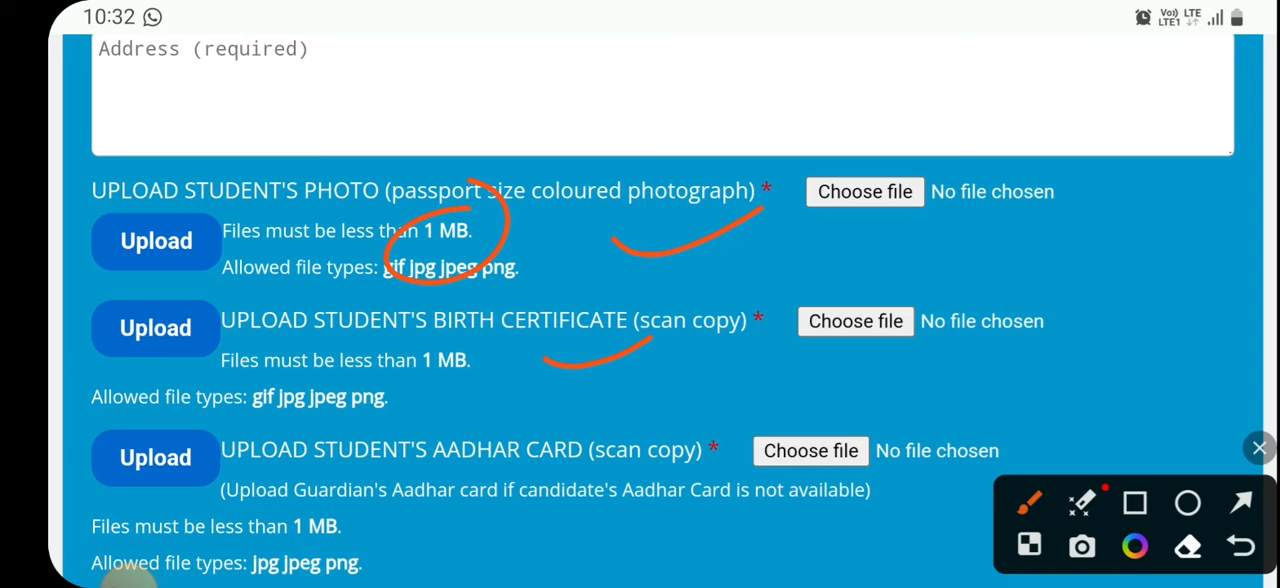 10:32
Vo) LTE
LTE1
Address (required)
UPLOAD STUDENT'S PHOTO (passport size coloured photograph) * Choose file No file chosen
Upload Files must be less than 1 MB.
Allowed file types: gif jpg jpeg png.
Upload UPLOAD STUDENT'S BIRTH CERTIFICATE (scan copy) * Choose file No file chosen
Files must be less than 1 MB.
Allowed file types: gif jpg jpeg png.
Upload UPLOAD STUDENT'S AADHAR CARD (scan copy) * Choose file No file chosen
(Upload Guardian's Aadhar card if candidate's Aadhar Card is not available)
Files must be less than 1 MB.
Allowed file types: jpg jpeg png.